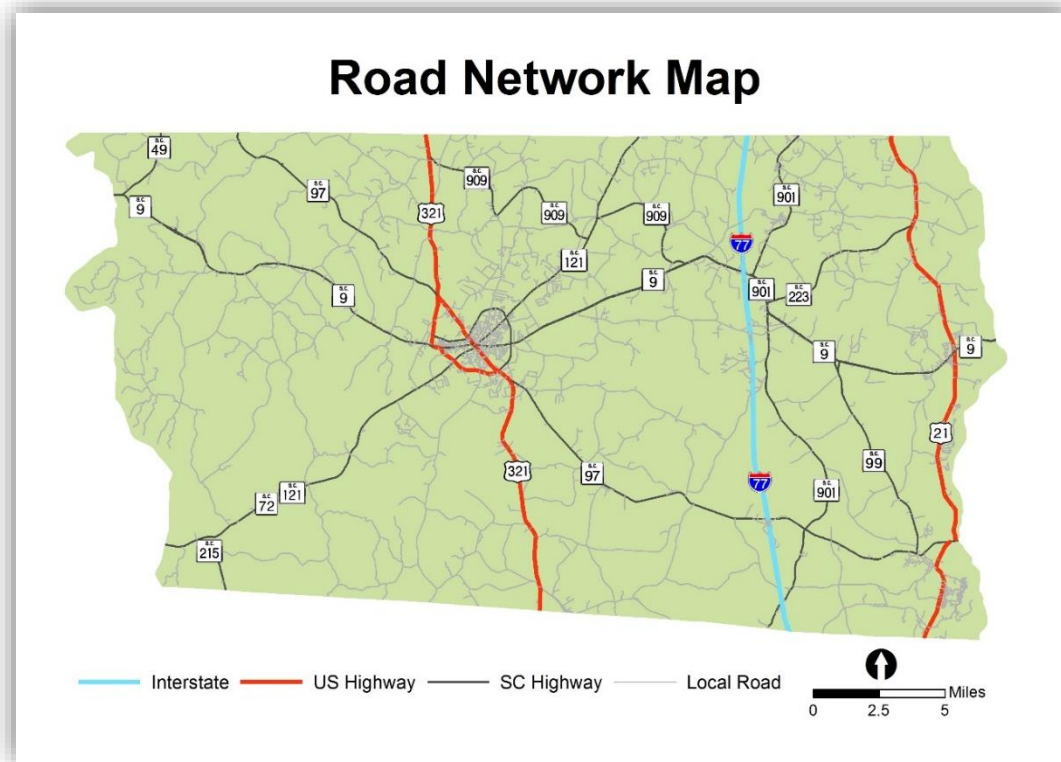 Road Network Map
S.C.
49
S.C.
97
S.C.
909
S.C.
9
321
S.C.
909
S.C.
909
S.C.
901
77
S.C.
121
S.C.
9
S.C.
9
S.C.
901
S.C.
223
S.C.
9
S.C.
9
21
S.C.
99
321
S.C.
97
77
S.C.
901
S.C.
72
S.C.
121
S.C.
215
Interstate US Highway SC Highway Local Road
Miles
0 2.5 5